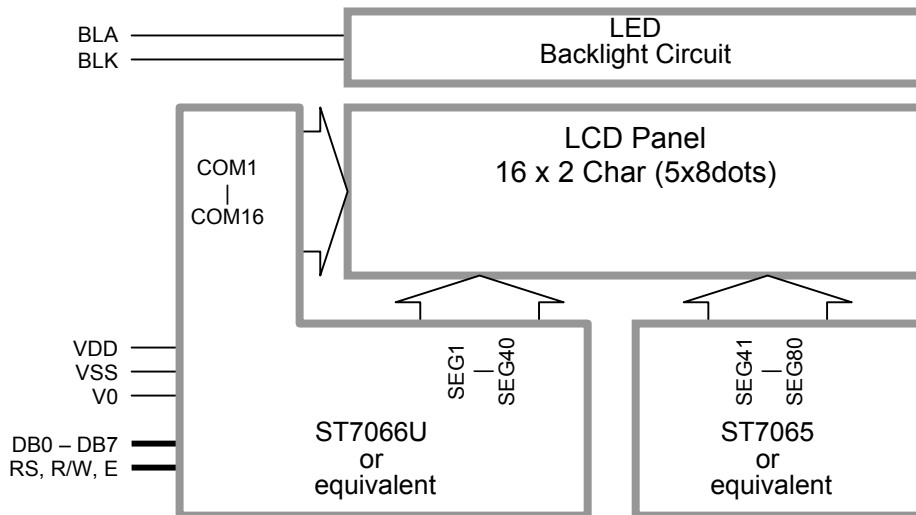 BLA
BLK
LED
Backlight Circuit
LCD Panel
16 x 2 Char (5x8dots)
COM1
|
COM16
VDD
VSS
V0
DB0 – DB7
RS, R/W, E
SEG1
—
SEG40
ST7066U
or
equivalent
SEG41
—
SEG80
ST7065
or
equivalent